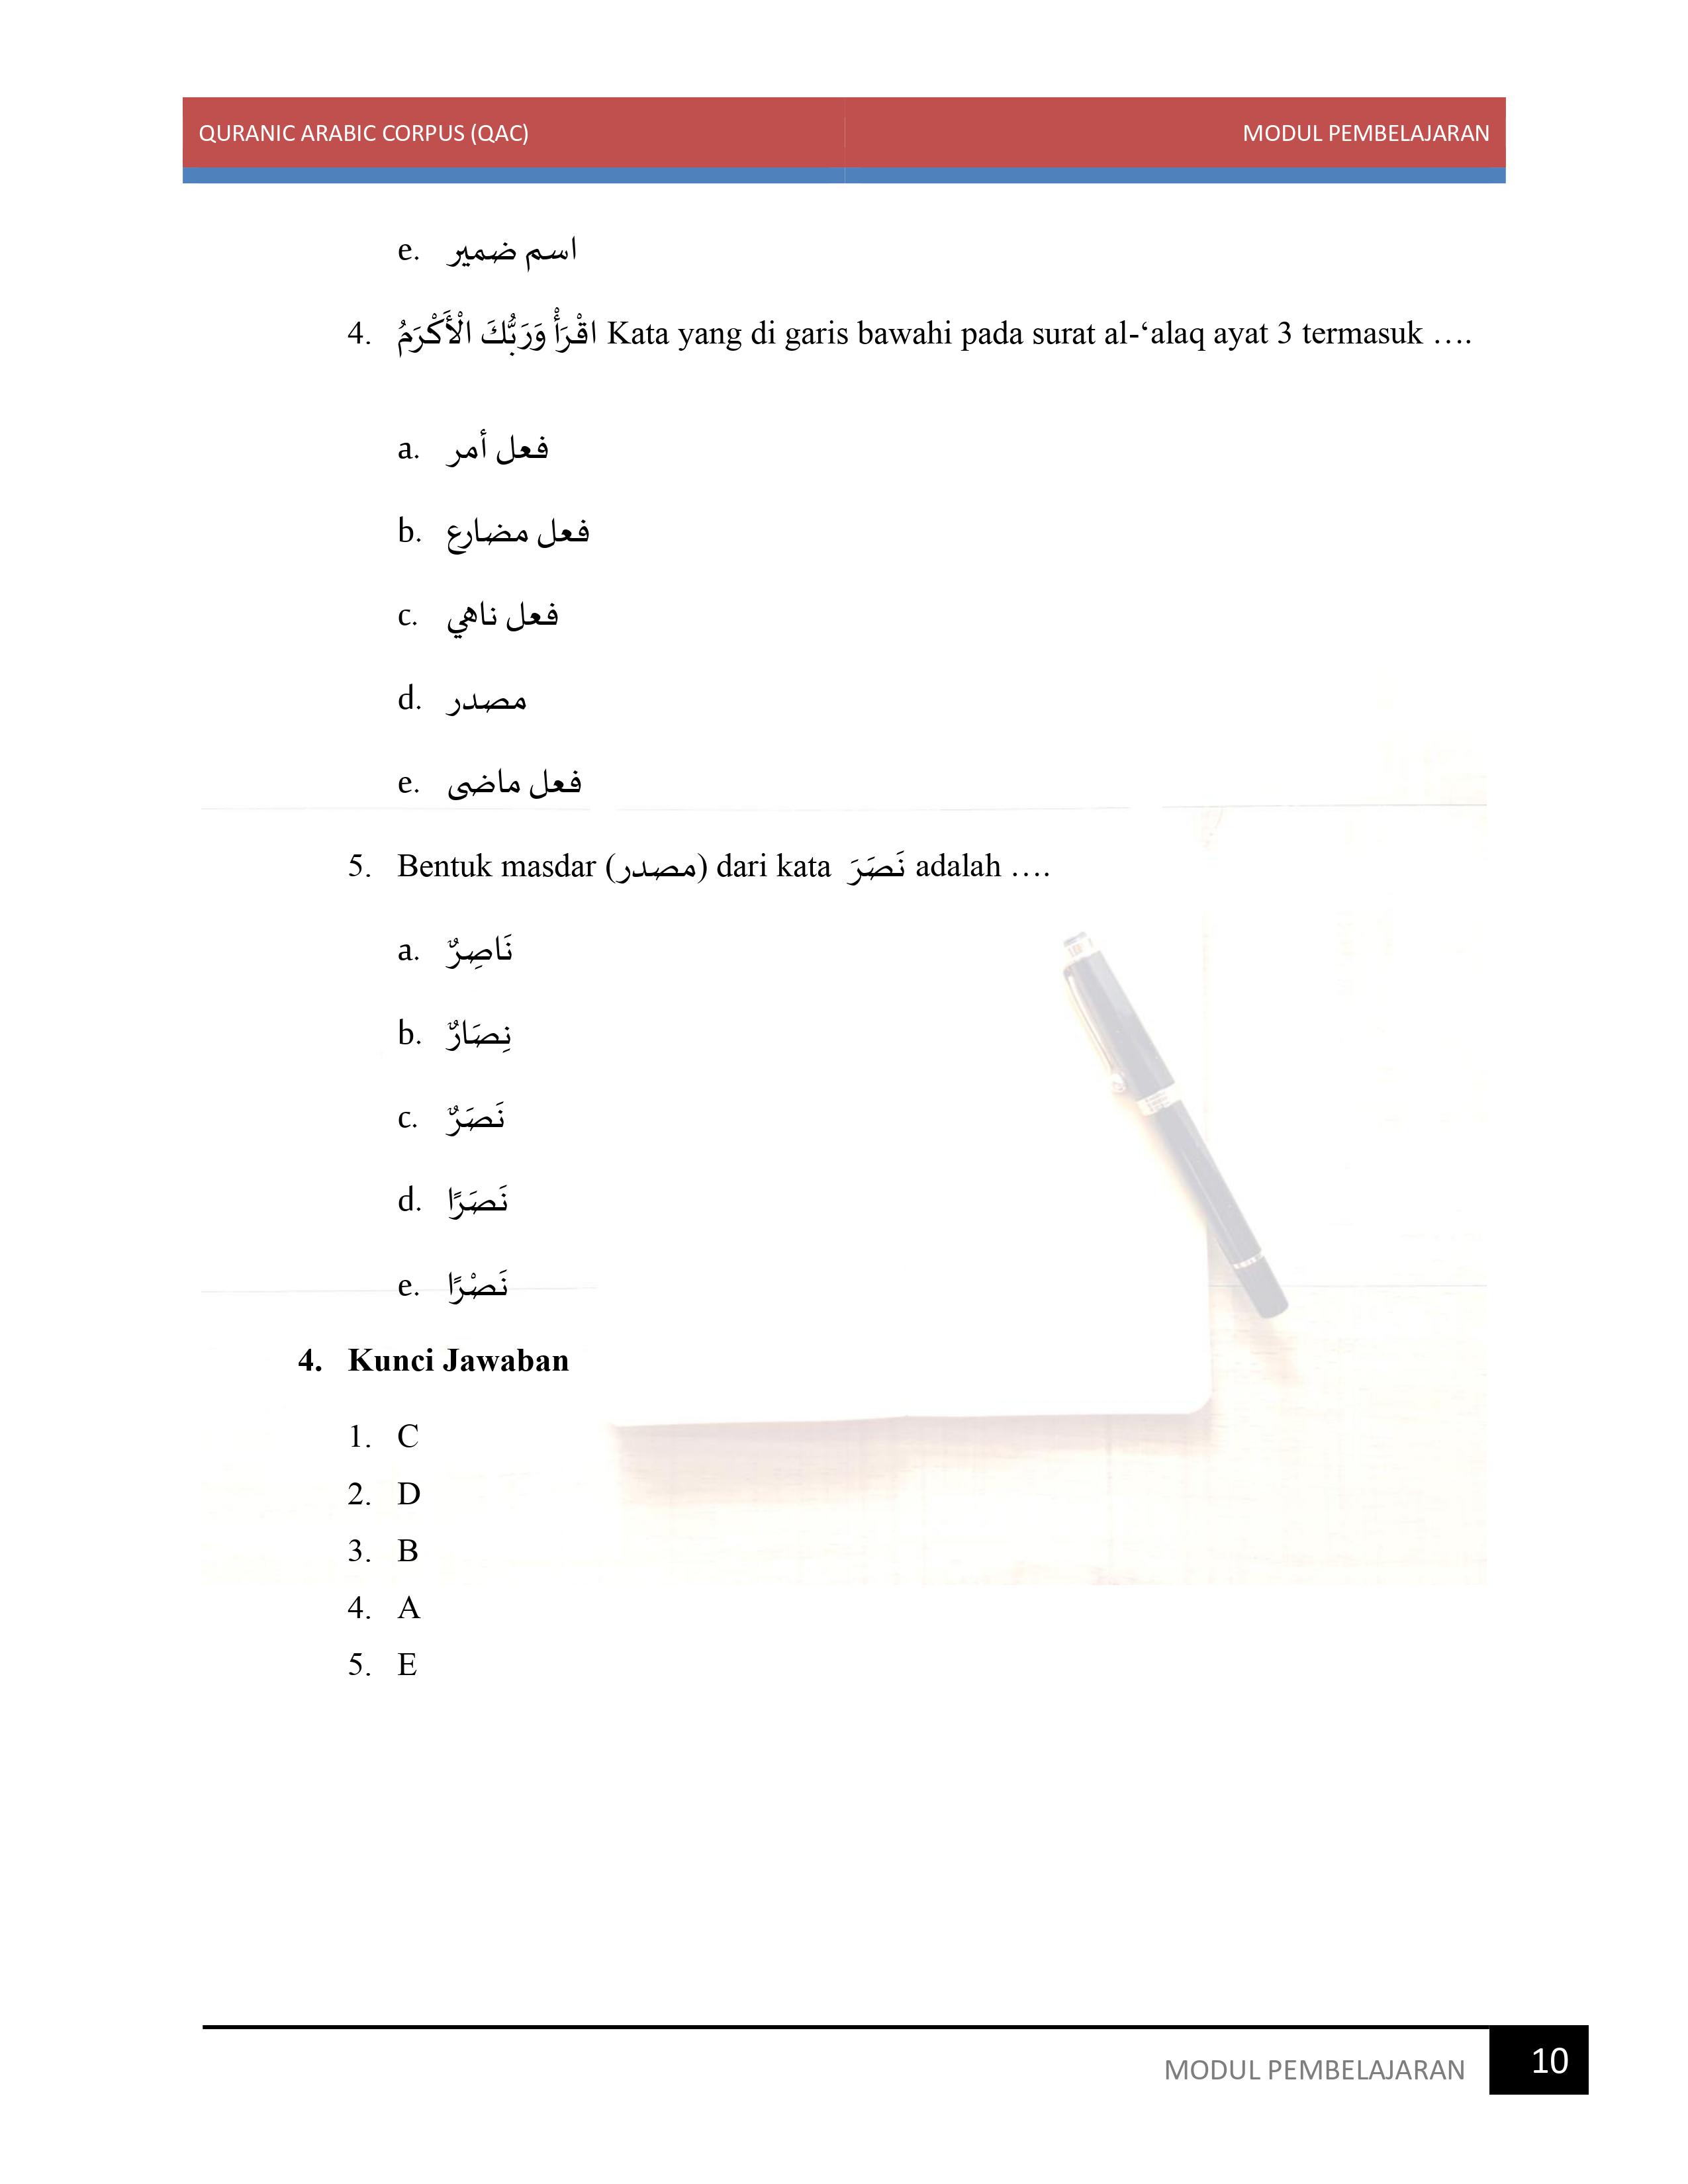 QURANIC ARABIC CORPUS (QAC) MODUL PEMBELAJARAN
e. اسم ضمير
4. اقْرَأْ وَرَبُّكَ الْأَكْرَمُ Kata yang di garis bawahi pada surat al-‘alaq ayat 3 termasuk ….
a. فعل أمر
b. فعل مضارع
c. فعل ناهي
d. مصدر
e. فعل ماضى
5. Bentuk masdar (مصدر) dari kata نَصَرَ adalah ….
a. نَاصِرٌ
b. نِصَارٌ
c. نَصَرٌ
d. نَصَرًا
e. نَصْرًا
4. Kunci Jawaban
1. C
2. D
3. B
4. A
5. E
MODUL PEMBELAJARAN 10